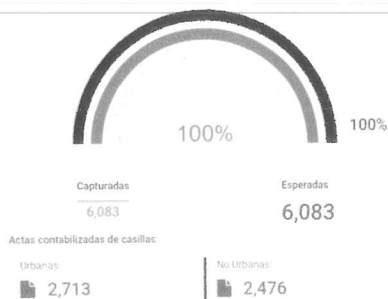 100%
100%
Capturadas
Esperadas
6,083
6,083
Actas contabilizadas de casillas:
Urbanas:
No Urbanas:
2,713
2,476